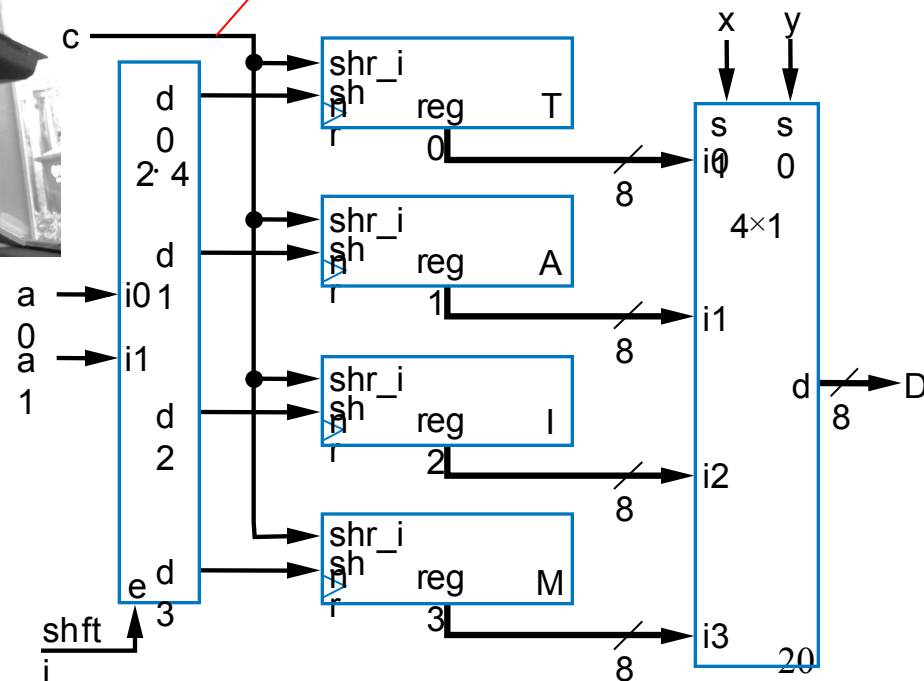 c
x
y
d
0
2· 4
d
1
d
2
d
3
i0
i1
e
a
0
a
1
shft
i
shr_i
sh
n
r
reg
0
T
8
shr_i
sh
n
r
reg
1
A
8
shr_i
sh
n
r
reg
2
I
8
shr_i
sh
n
r
reg
3
M
8
s
1
s
0
i0
4×1
i1
i2
i3
d
8
D
20